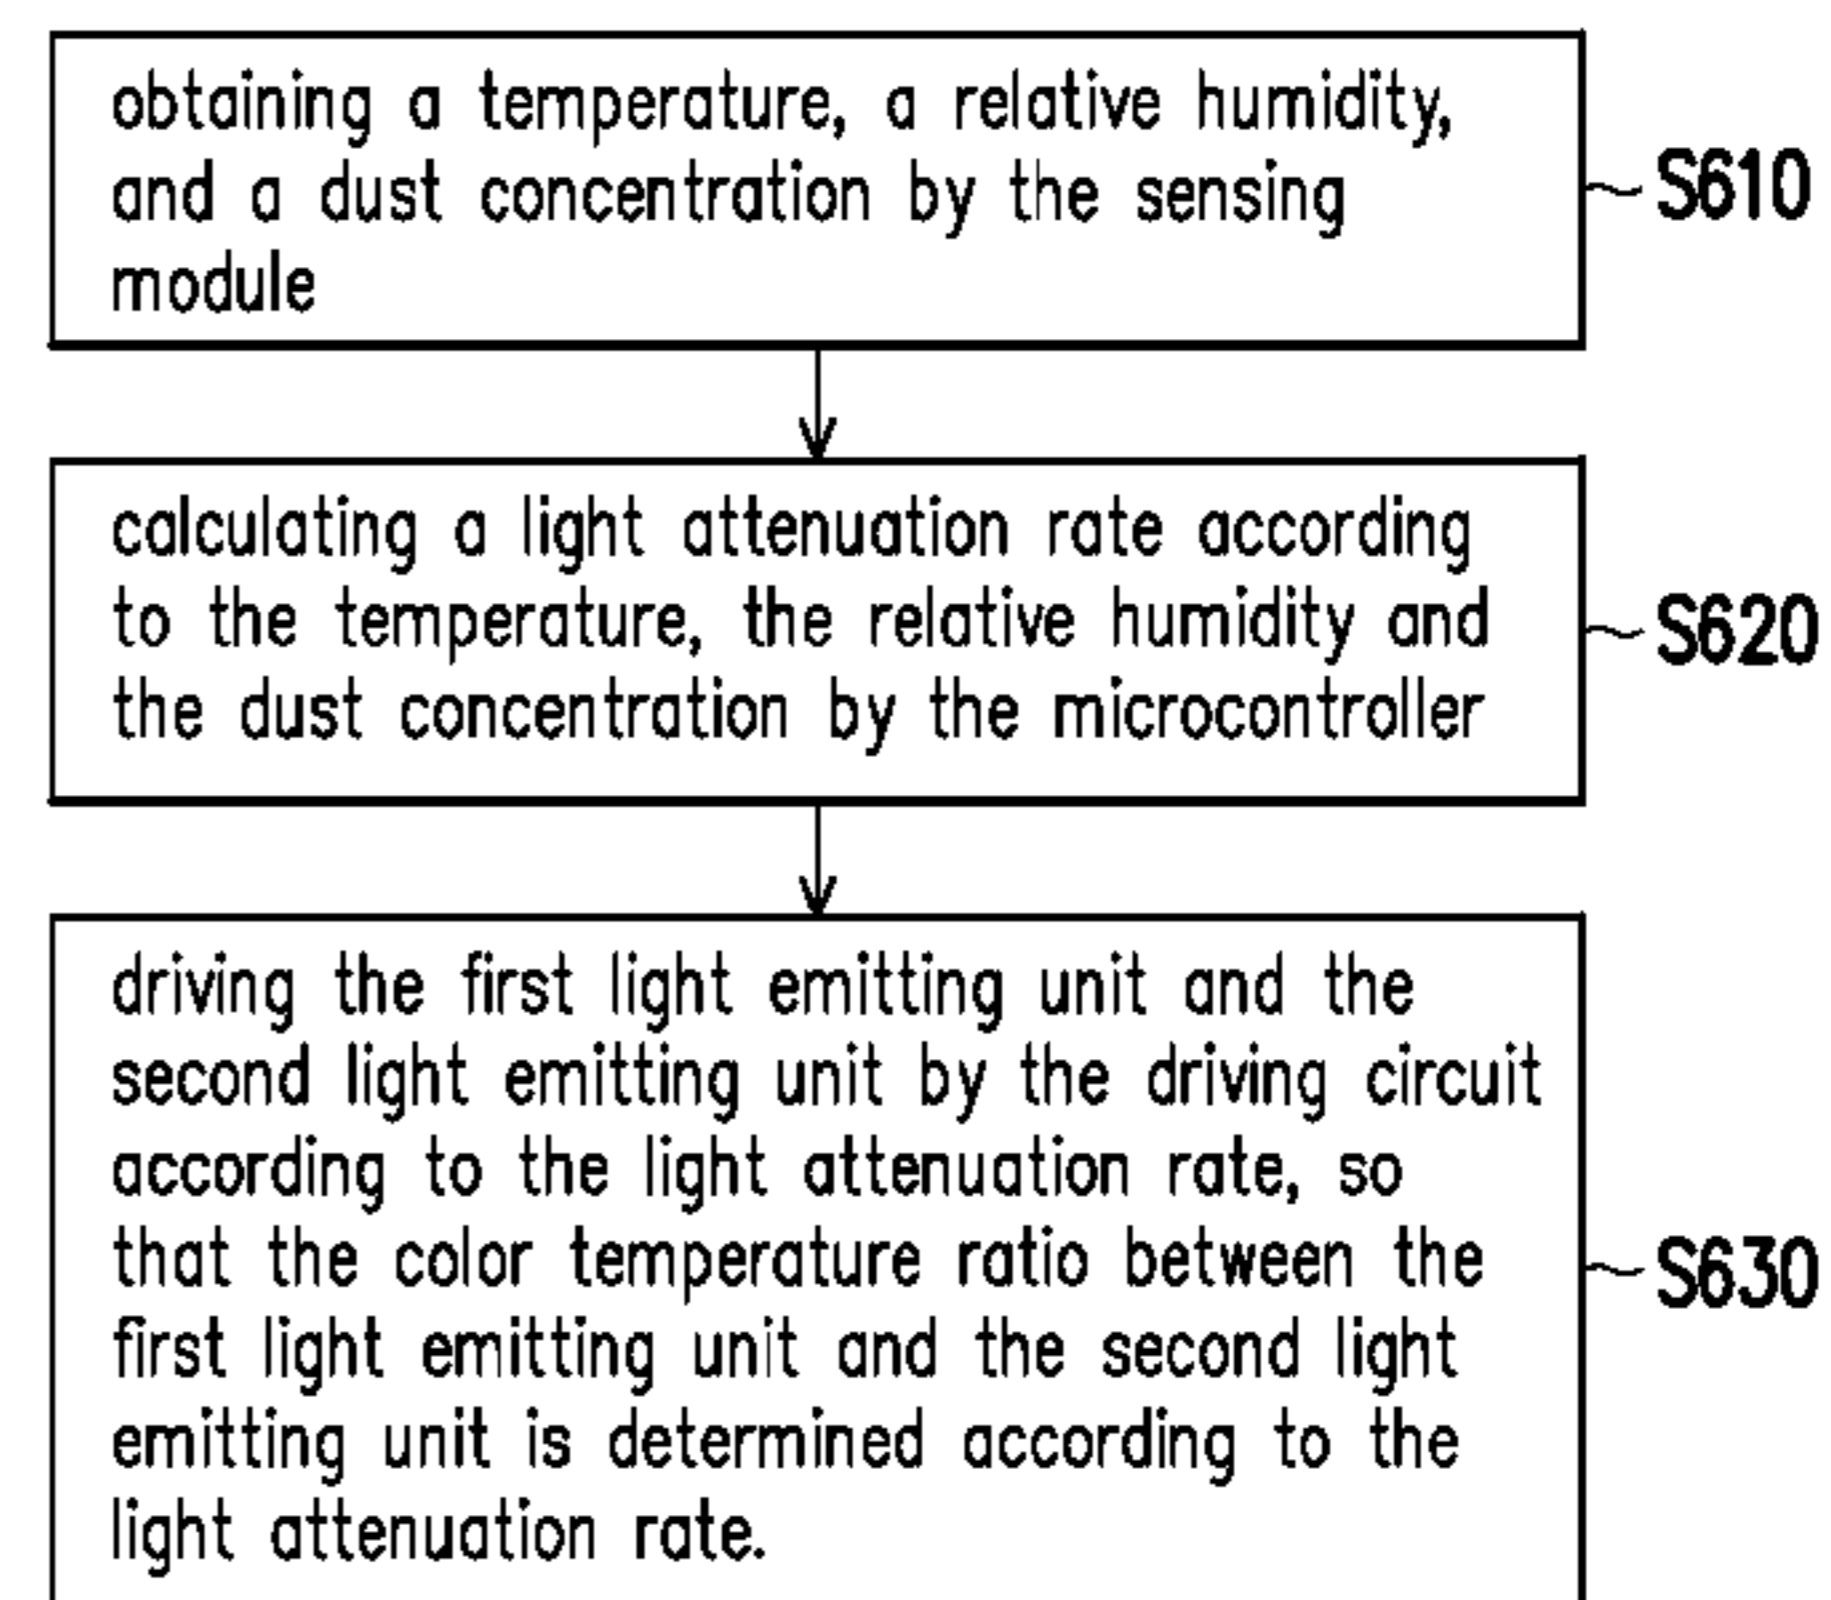 obtaining a temperature, a relative humidity,
and a dust concentration by the sensing
module
S610
calculating a light attenuation rate according
to the temperature, the relative humidity and
the dust concentration by the microcontroller
S620
driving the first light emitting unit and the
second light emitting unit by the driving circuit
according to the light attenuation rate, so
that the color temperature ratio between the
first light emitting unit and the second light
emitting unit is determined according to the
light attenuation rate.
S630